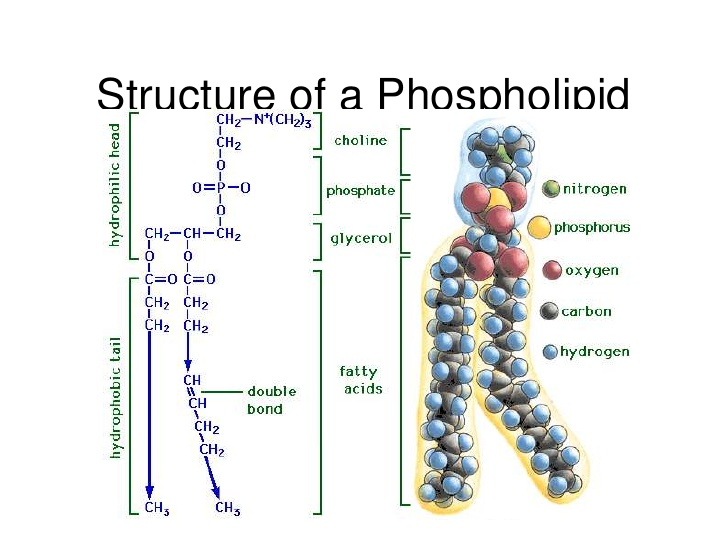 Structure of a Phospholipid
hydrophilic head
CH₂—N⁺(CH₂)₃
CH₂
O
O=P—O
O
CH₂—CH—CH₂
O O
C=O C=O
CH₂ CH₂
CH₂ CH₂
hydrophobic tail
CH
CH
CH₂
CH₂
CH₃ CH₃
double
bond
choline
phosphate
glycerol
fatty
acids
nitrogen
phosphorus
oxygen
carbon
hydrogen